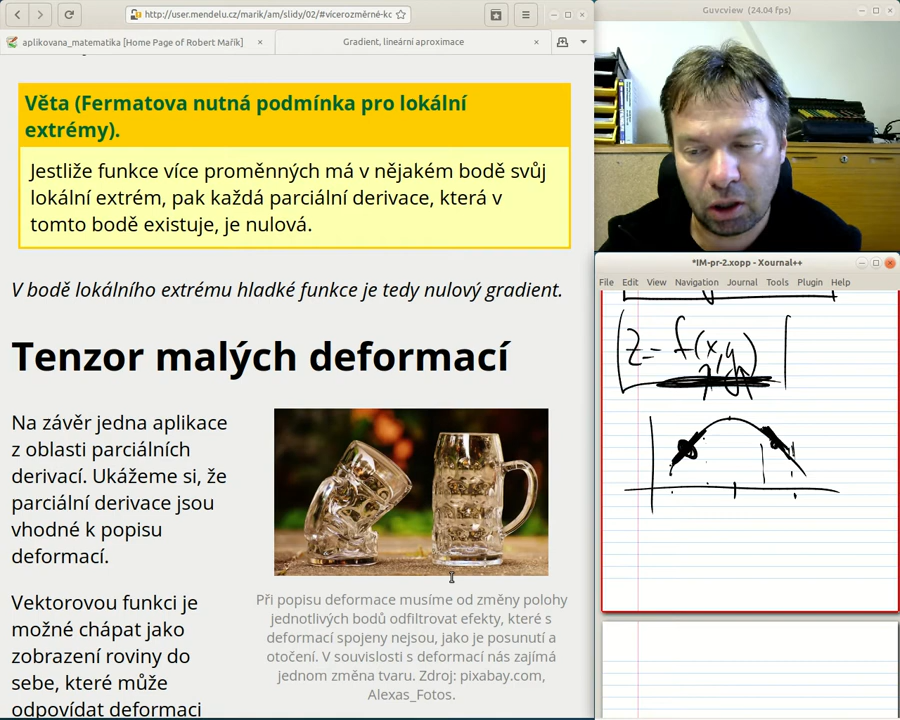 http://user.mendelu.cz/marik/am/slidy/02/#vícerozměrné-kc
aplikovana_matematika [Home Page of Robert Mařík]
Gradient, lineární aproximace
Věta (Fermatova nutná podmínka pro lokální
extrémy).
Jestliže funkce více proměnných má v nějakém bodě svůj
lokální extrém, pak každá parciální derivace, která v
tomto bodě existuje, je nulová.
V bodě lokálního extrému hladké funkce je tedy nulový gradient.
Tenzor malých deformací
Na závěr jedna aplikace
z oblasti parciálních
derivací. Ukážeme si, že
parciální derivace jsou
vhodné k popisu
deformací.
Vektorovou funkci je
možné chápat jako
zobrazení roviny do
sebe, které může
odpovídat deformaci
Při popisu deformace musíme od změny polohy
jednotlivých bodů odfiltrovat efekty, které s
deformací spojeny nejsou, jako je posunutí a
otočení. V souvislosti s deformací nás zajímá
jednom změna tvaru. Zdroj: pixabay.com,
Alexas_Fotos.
Guvcview (24.04 fps)
*IM-pr-2.xopp - Xournal++
File Edit View Navigation Journal Tools Plugin Help
z = f(x,y)